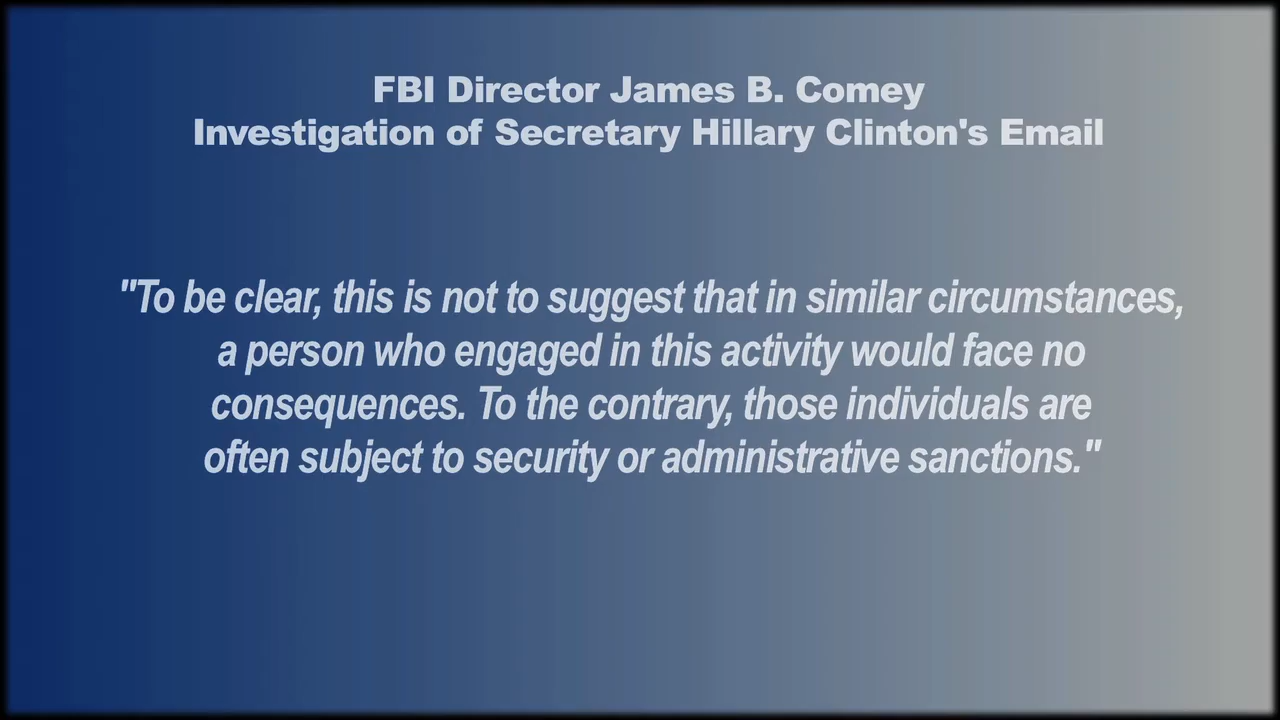 FBI Director James B. Comey
Investigation of Secretary Hillary Clinton's Email
"To be clear, this is not to suggest that in similar circumstances,
a person who engaged in this activity would face no
consequences. To the contrary, those individuals are
often subject to security or administrative sanctions."